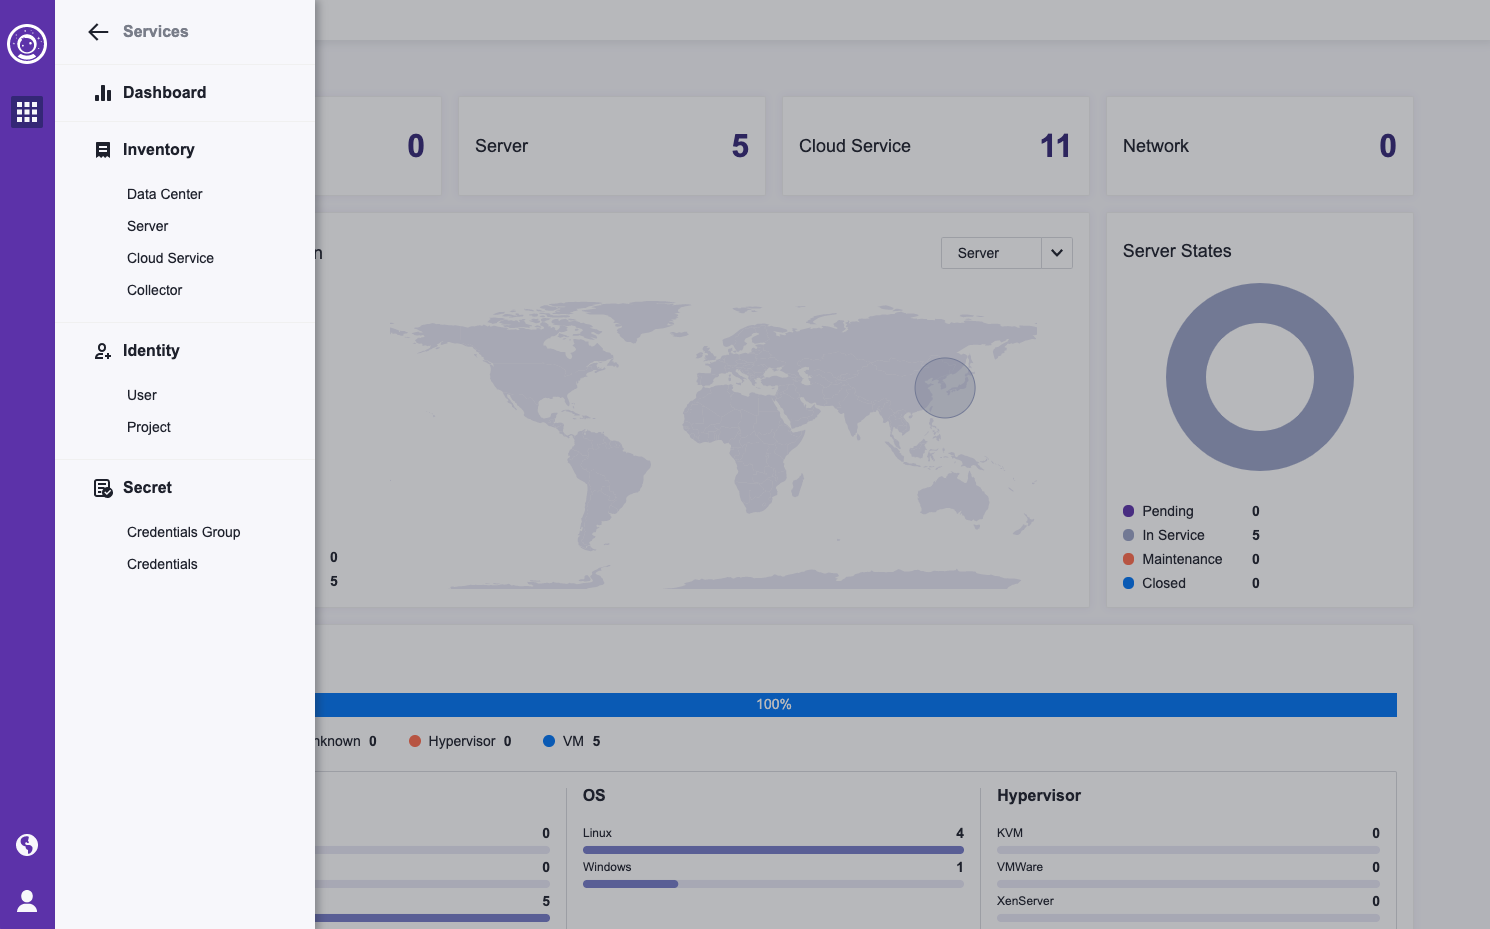 Services
Dashboard
Inventory
Data Center
Server
Cloud Service
Collector
Identity
User
Project
Secret
Credentials Group
Credentials
0
Server 5
Cloud Service 11
Network 0
Server
Server States
Pending 0
In Service 5
Maintenance 0
Closed 0
0
5
100%
nknown 0 Hypervisor 0 VM 5
0
0
5
OS
Linux 4
Windows 1
Hypervisor
KVM 0
VMWare 0
XenServer 0